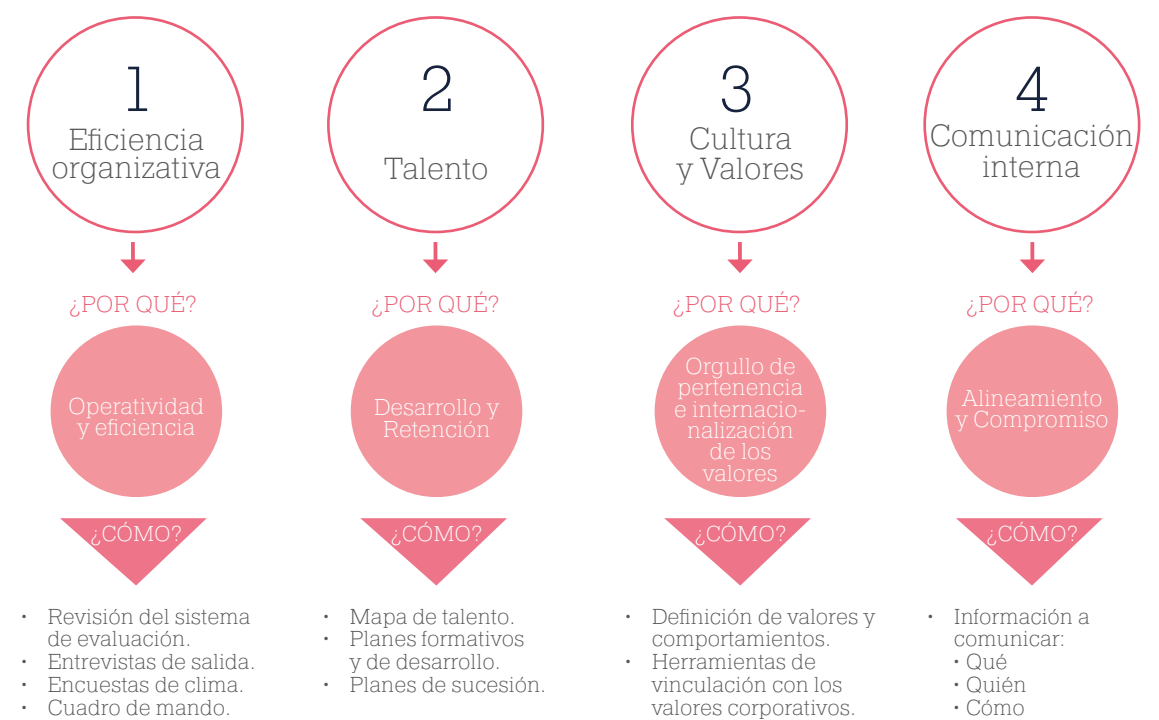 1
Eficiencia
organizativa
¿POR QUÉ?
Operatividad
y eficiencia
¿CÓMO?
• Revisión del sistema
de evaluación.
• Entrevistas de salida.
• Encuestas de clima.
• Cuadro de mando.
2
Talento
¿POR QUÉ?
Desarrollo y
Retención
¿CÓMO?
• Mapa de talento.
• Planes formativos
y de desarrollo.
• Planes de sucesión.
3
Cultura
y Valores
¿POR QUÉ?
Orgullo de
pertenencia
e internacio-
nalización
de los
valores
¿CÓMO?
• Definición de valores y
comportamientos.
• Herramientas de
vinculación con los
valores corporativos.
4
Comunicación
interna
¿POR QUÉ?
Alineamiento
y Compromiso
¿CÓMO?
• Información a
comunicar:
• Qué
• Quién
• Cómo